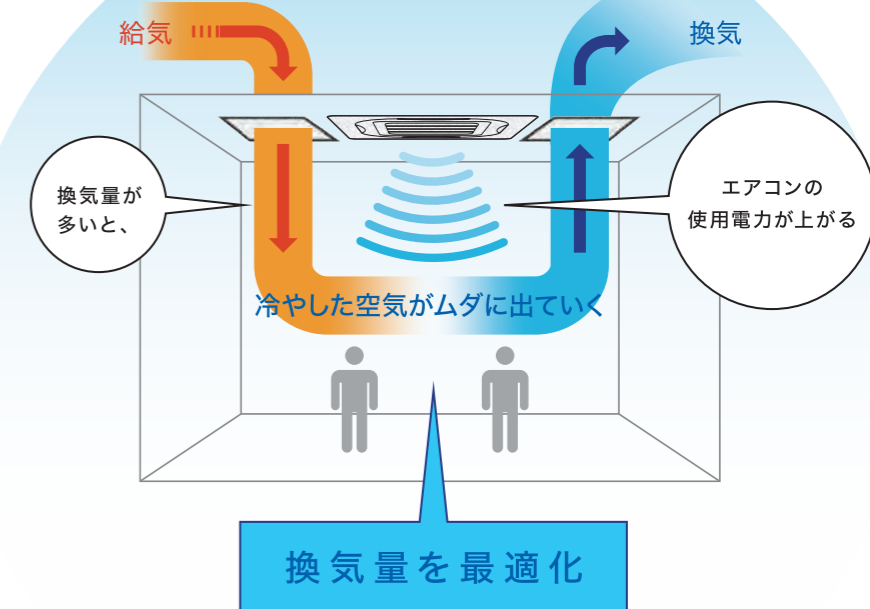 給気
換気
換気量が
多いと、
エアコンの
使用電力が上がる
冷やした空気がムダに出ていく
換気量を最適化